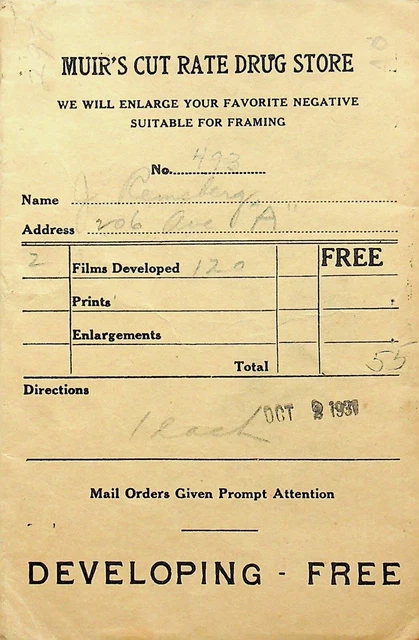 MUIR'S CUT RATE DRUG STORE
WE WILL ENLARGE YOUR FAVORITE NEGATIVE
SUITABLE FOR FRAMING
No. 493
Name J. Remsberg
Address 206 Ave "A"
2 Films Developed 120 FREE
Prints
Enlargements
Total 55
Directions
1 each
OCT 2 1937
Mail Orders Given Prompt Attention
DEVELOPING - FREE